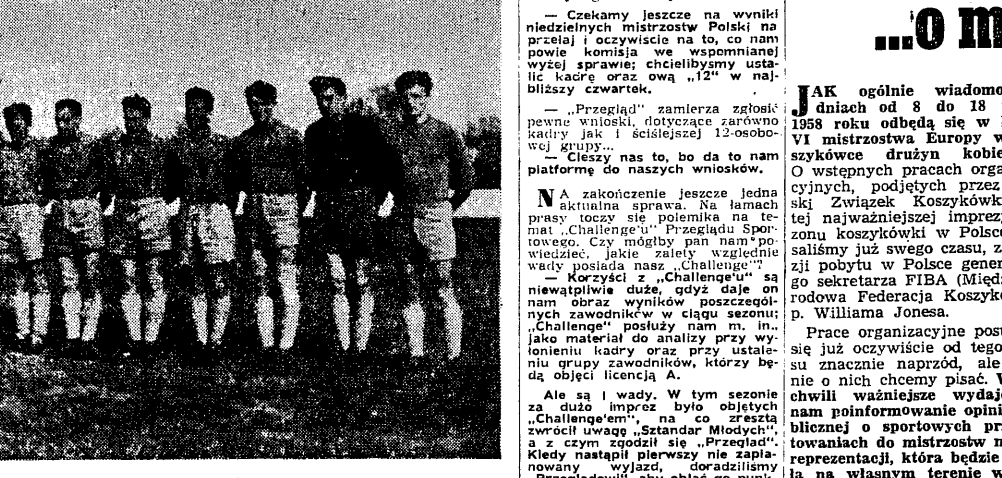 — Czekamy jeszcze na wyniki
niedzielnych mistrzostw Polski na
przełaj i oczywiście na to, co nam
powie komisja we wspomnianej
wyżej sprawie; chcielibyśmy usta-
lić kadrę oraz ową „12" w naj-
bliższy czwartek.
— „Przegląd" zamierza zgłosić
pewne wnioski, dotyczące zarówno
kadry jak i ściślejszej 12-osobo-
wej grupy...
— Cieszy nas to, bo da to nam
platformę do naszych wniosków.
NA zakończenie jeszcze jedna
aktualna sprawa. Na łamach
prasy toczy się polemika na te-
mat „Challenge'u" Przeglądu Spor-
towego. Czy mógłby pan nam po-
wiedzieć, jakie zalety względnie
wady posiada nasz „Challenge"?
— Korzyści z „Challenge'u" są
niewątpliwie duże, gdyż daje on
nam obraz wyników poszczegól-
nych zawodników w ciągu sezonu;
„Challenge" posłuży nam m. in.,
jako materiał do analizy przy wy-
łonieniu kadry oraz przy ustale-
niu grupy zawodników, którzy bę-
dą objęci licencją A.
Ale są i wady. W tym sezonie
za dużo imprez było objętych
„Challenge'em", na co zresztą
zwrócił uwagę „Sztandar Młodych",
a z czym zgodził się „Przegląd".
Kiedy nastąpił pierwszy nie zapla-
nowany wyjazd, doradziliśmy
...o m
JAK ogólnie wiadomo
dniach od 8 do 18
1958 roku odbędą się w
VI mistrzostwa Europy w
szykówce drużyn kobie
O wstępnych pracach orga
cyjnych, podjętych przez
ski Związek Koszykówki
tej najważniejszej imprez
zonu koszykówki w Polsce
saliśmy już swego czasu, z
zji pobytu w Polsce gener
go sekretarza FIBA (Międz
rodowa Federacja Koszyk
p. Williama Jonesa.
Prace organizacyjne post
się już oczywiście od tego
su znacznie naprzód, ale
nie o nich chcemy pisać. W
chwili ważniejsze wydaj
nam poinformowanie opini
blicznej o sportowych prz
towaniach do mistrzostw n
reprezentacji, która będzie
ła na własnym terenie w